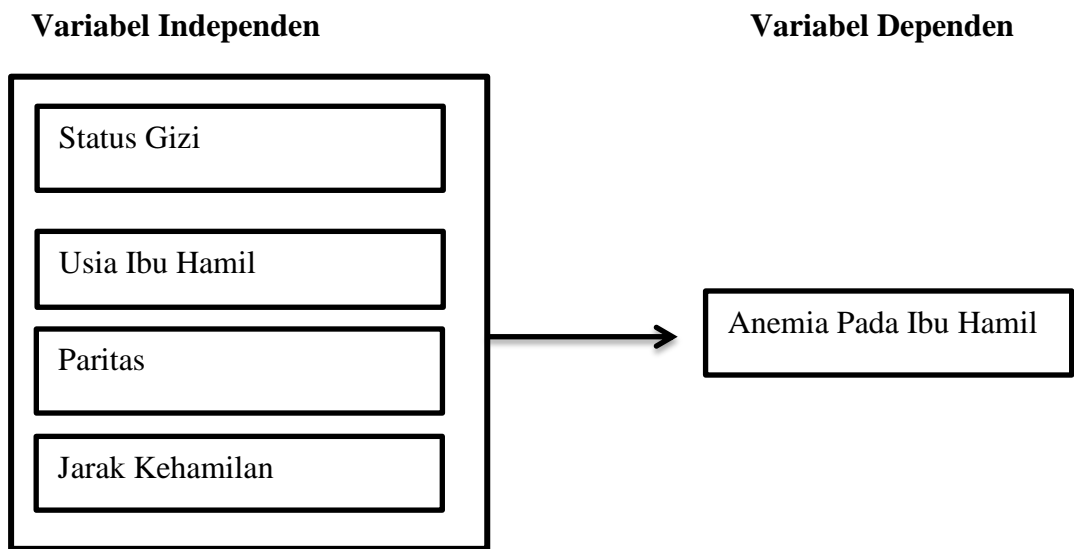 Variabel Independen
Variabel Dependen
Status Gizi
Usia Ibu Hamil
Paritas
Jarak Kehamilan
Anemia Pada Ibu Hamil